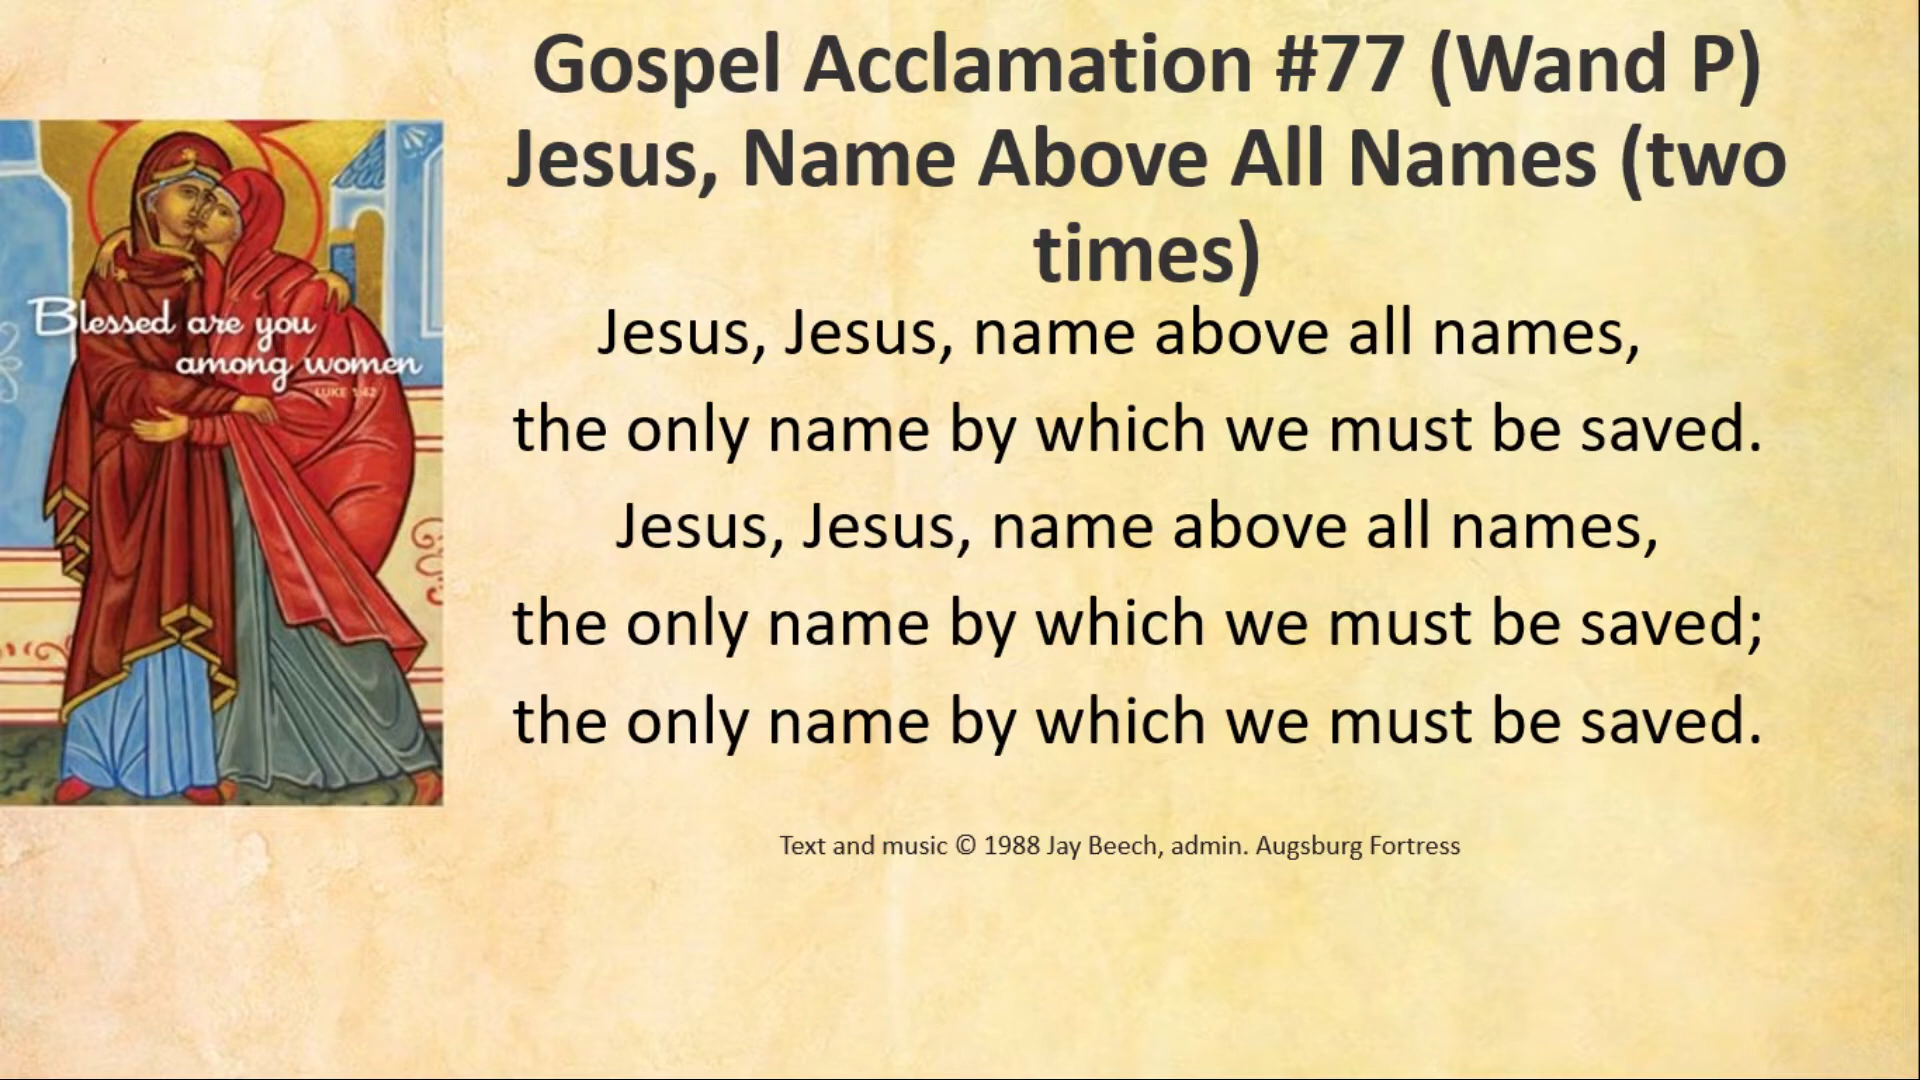 Gospel Acclamation #77 (Wand P)
Jesus, Name Above All Names (two
times)
Blessed are you
among women
LUKE 1:42
Jesus, Jesus, name above all names,
the only name by which we must be saved.
Jesus, Jesus, name above all names,
the only name by which we must be saved;
the only name by which we must be saved.
Text and music © 1988 Jay Beech, admin. Augsburg Fortress